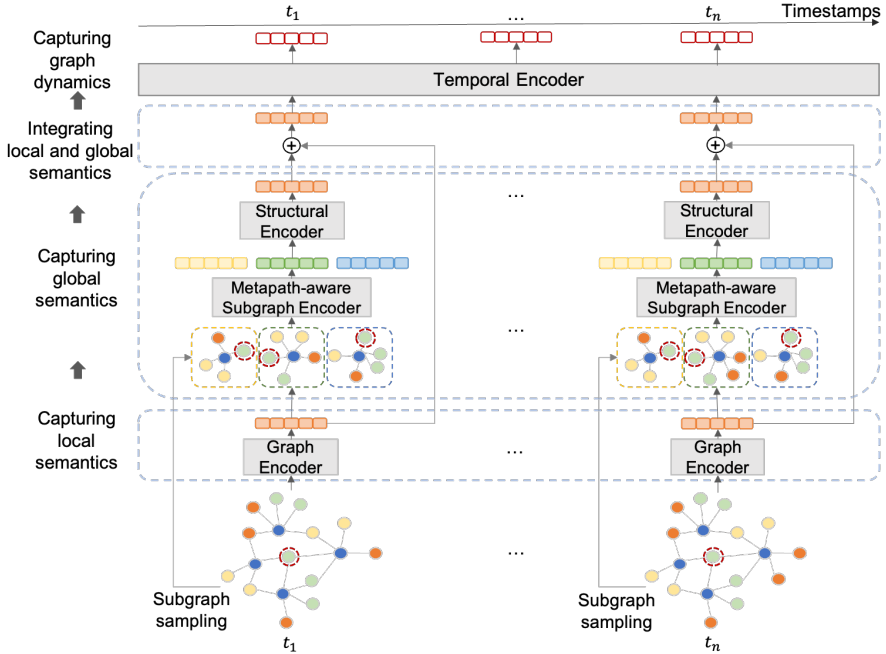 t₁
...
tₙ
Timestamps
Capturing
graph
dynamics
Temporal Encoder
Integrating
local and global
semantics
+
+
...
Structural
Encoder
Structural
Encoder
Capturing
global
semantics
Metapath-aware
Subgraph Encoder
Metapath-aware
Subgraph Encoder
...
Capturing
local
semantics
Graph
Encoder
...
Graph
Encoder
...
Subgraph
sampling
Subgraph
sampling
t₁
tₙ